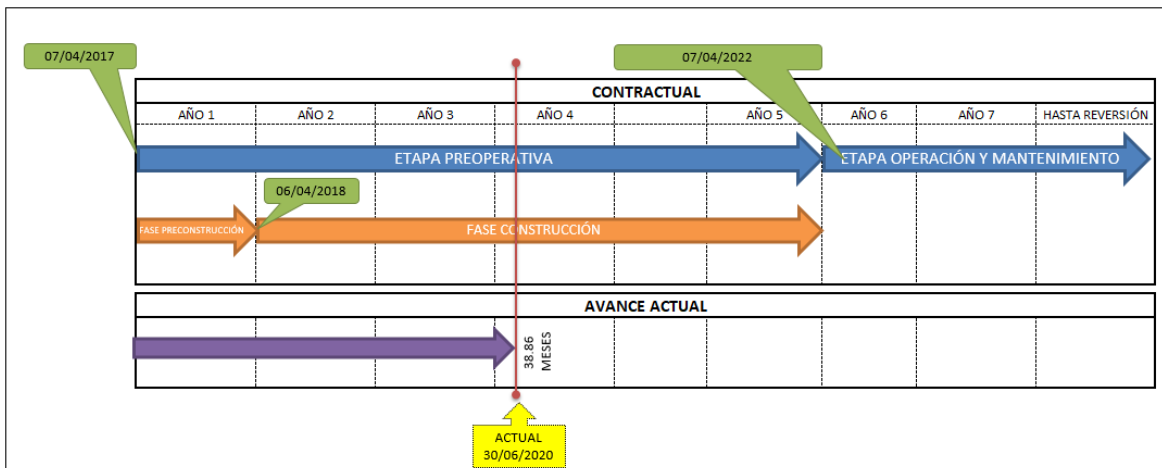 07/04/2017
07/04/2022
CONTRACTUAL
AÑO 1
AÑO 2
AÑO 3
AÑO 4
AÑO 5
AÑO 6
AÑO 7
HASTA REVERSIÓN
ETAPA PREOPERATIVA
ETAPA OPERACIÓN Y MANTENIMIENTO
06/04/2018
FASE PRECONSTRUCCIÓN
FASE CONSTRUCCIÓN
AVANCE ACTUAL
38.86
MESES
ACTUAL
30/06/2020